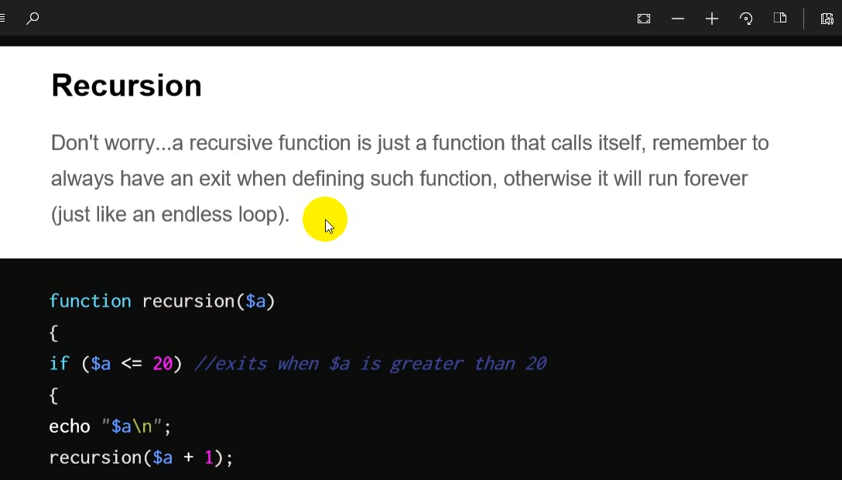 Recursion
Don't worry...a recursive function is just a function that calls itself, remember to
always have an exit when defining such function, otherwise it will run forever
(just like an endless loop).
function recursion($a)
{
if ($a <= 20) //exits when $a is greater than 20
{
echo "$a\n";
recursion($a + 1);